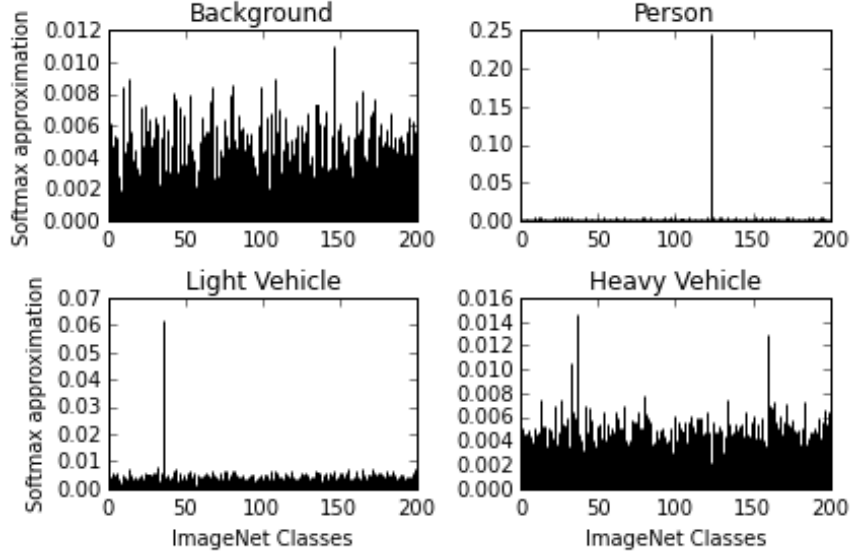 Background
Person
Softmax approximation
0.012
0.010
0.008
0.006
0.004
0.002
0.000
0 50 100 150 200
0.25
0.20
0.15
0.10
0.05
0.00
0 50 100 150 200
Light Vehicle
Heavy Vehicle
Softmax approximation
0.07
0.06
0.05
0.04
0.03
0.02
0.01
0.00
0 50 100 150 200
ImageNet Classes
0.016
0.014
0.012
0.010
0.008
0.006
0.004
0.002
0.000
0 50 100 150 200
ImageNet Classes